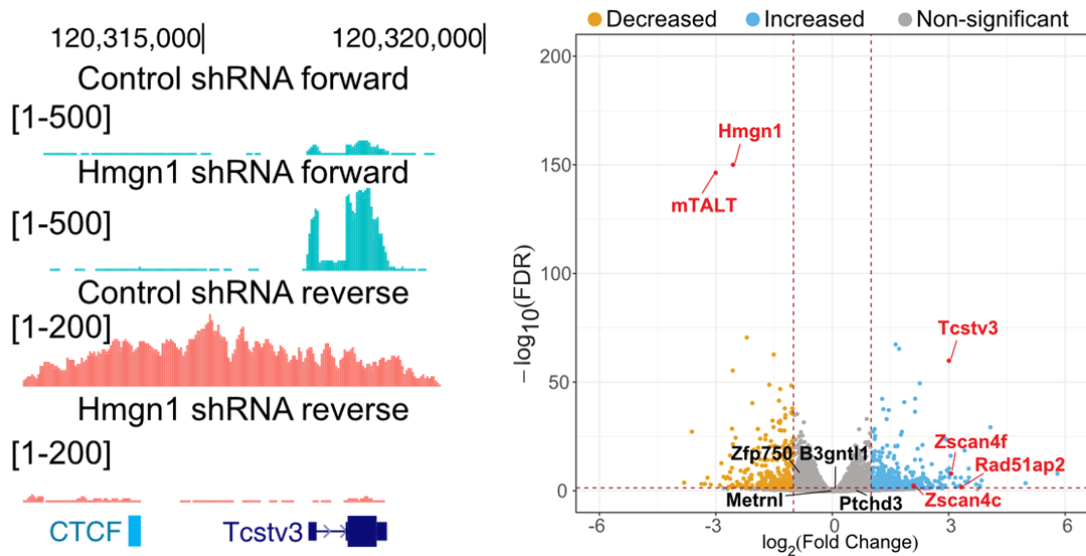 120,315,000|
120,320,000|
Control shRNA forward
[1-500]
Hmgn1 shRNA forward
[1-500]
Control shRNA reverse
[1-200]
Hmgn1 shRNA reverse
[1-200]
CTCF
Tcstv3
Decreased
Increased
Non-significant
− log10(FDR)
200
150
100
50
0
Hmgn1
mTALT
Tcstv3
Zscan4f
Rad51ap2
Zscan4c
Zfp750
B3gntl1
Metrnl
Ptchd3
-6
-3
0
3
6
log2(Fold Change)